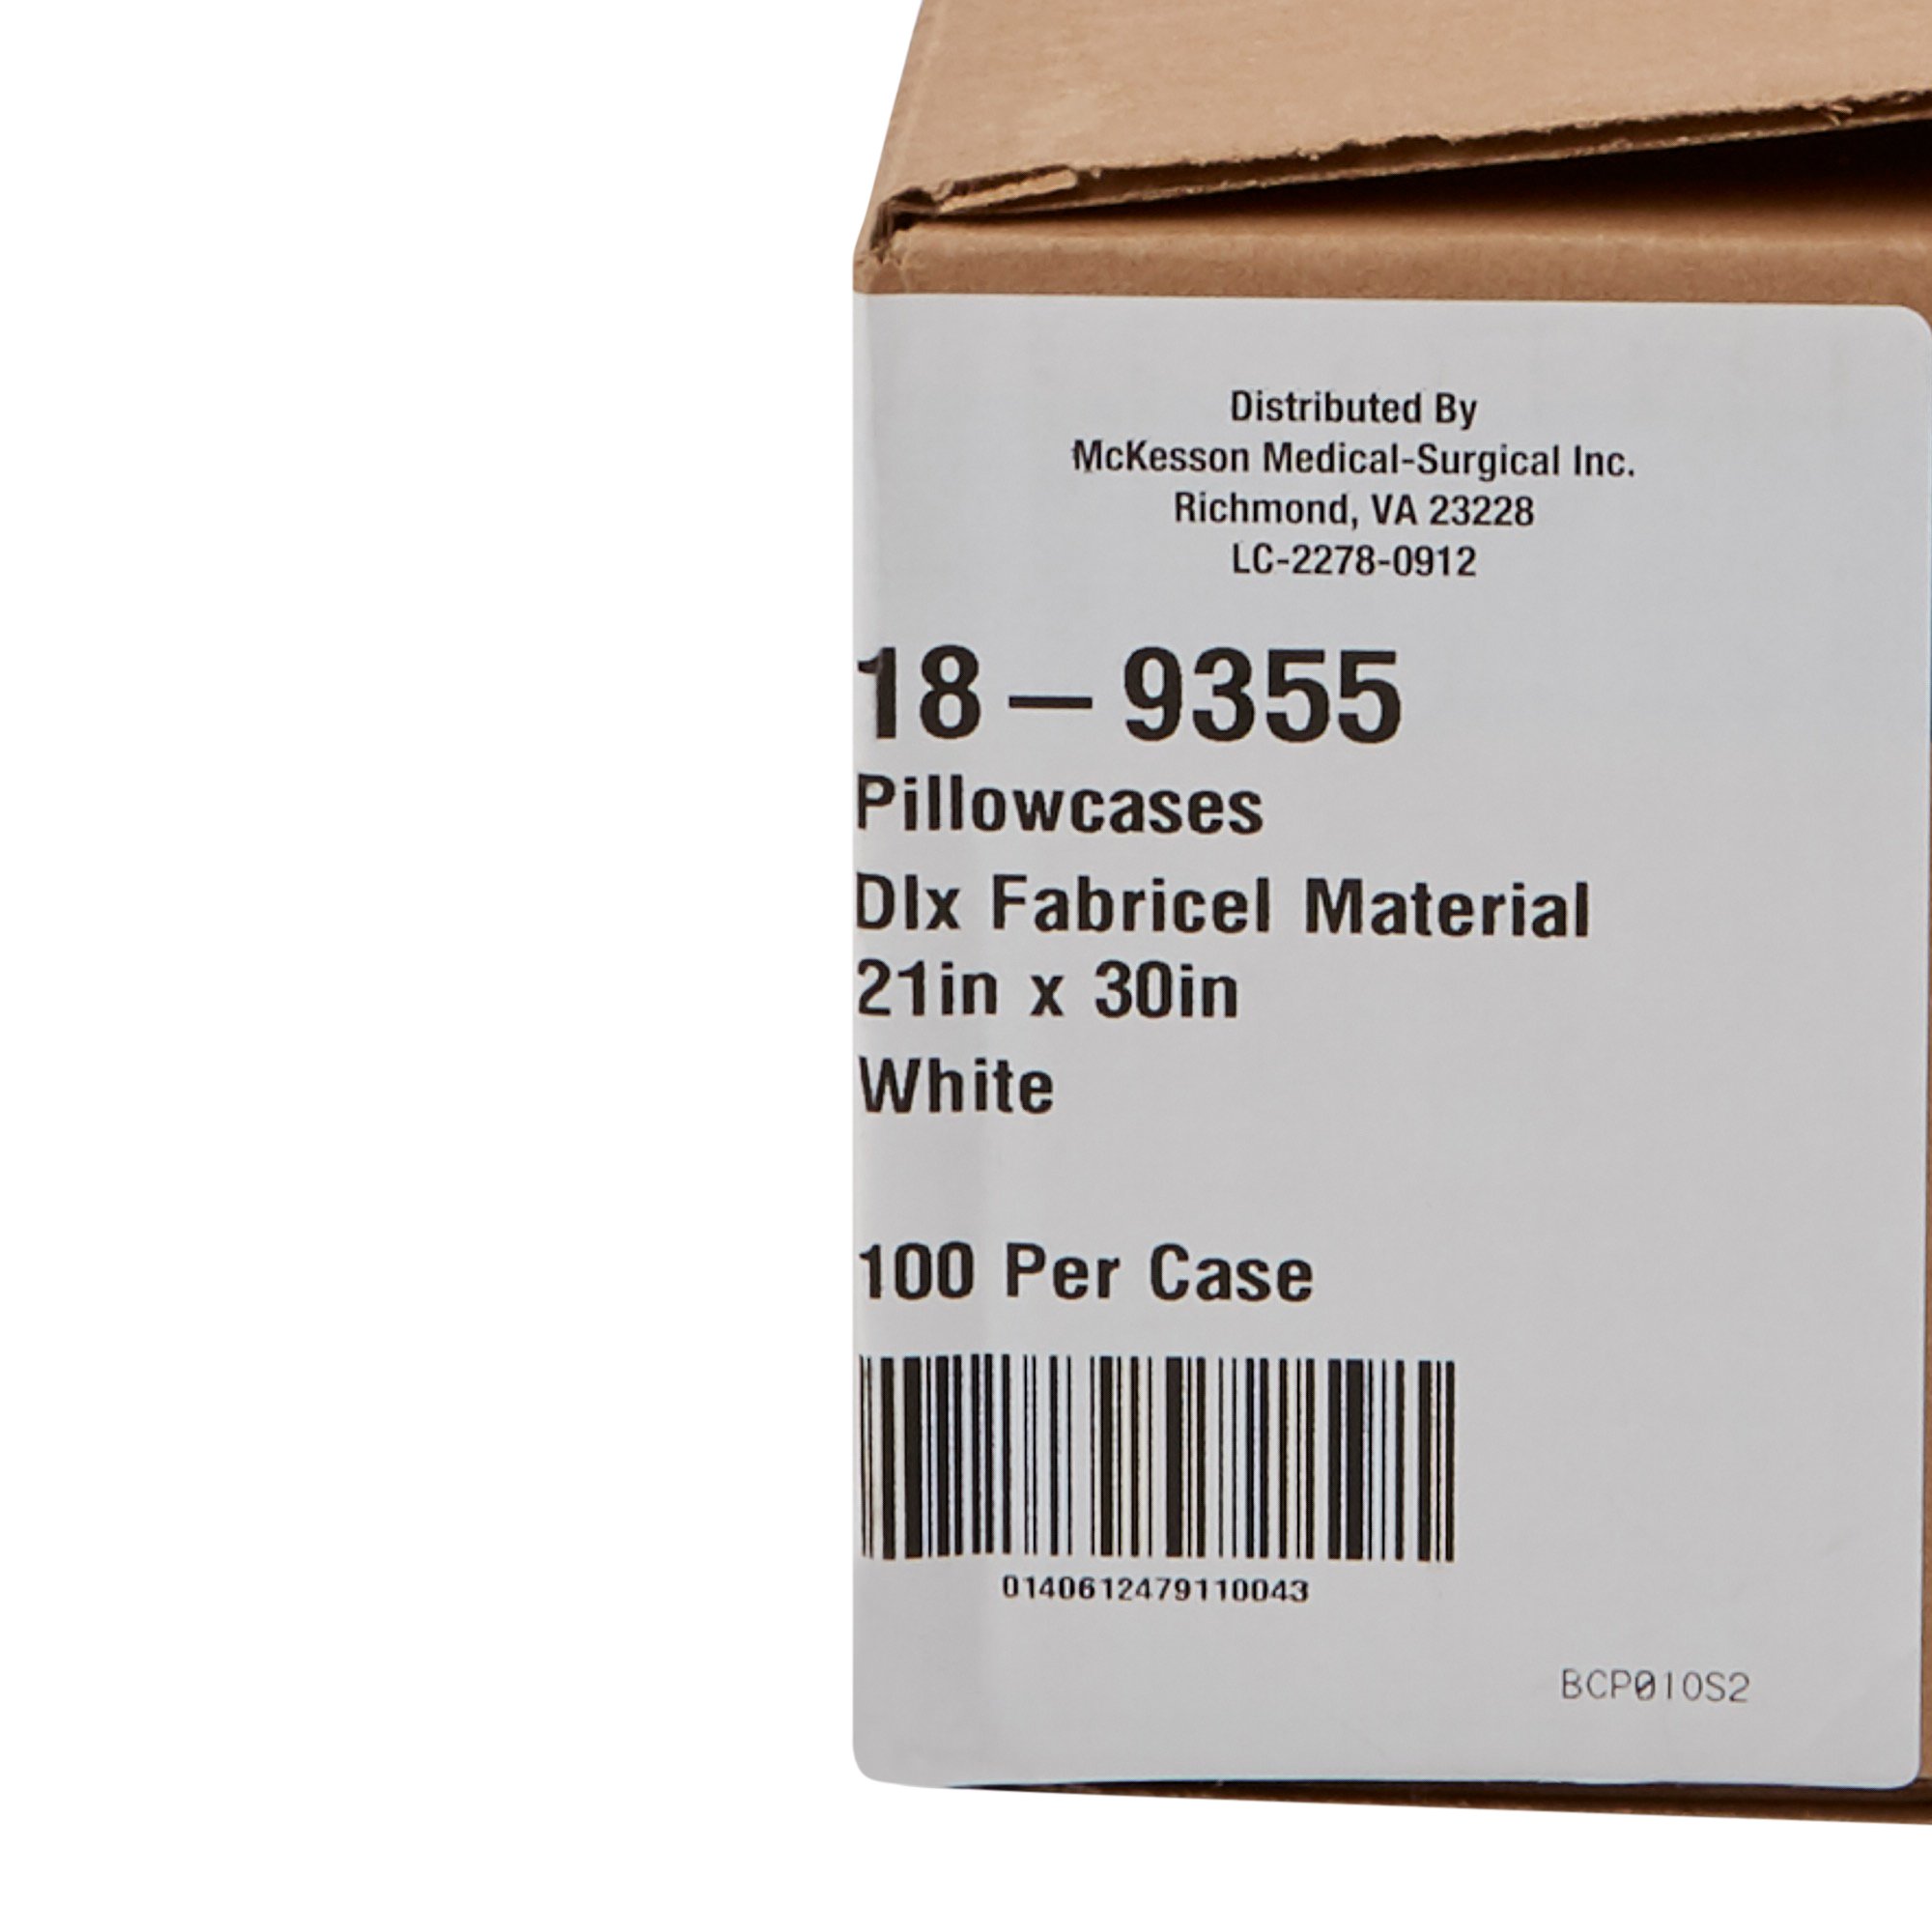 Distributed By
McKesson Medical-Surgical Inc.
Richmond, VA 23228
LC-2278-0912
18 – 9355
Pillowcases
Dlx Fabricel Material
21in x 30in
White
100 Per Case
0140612479110043
BCP010S2